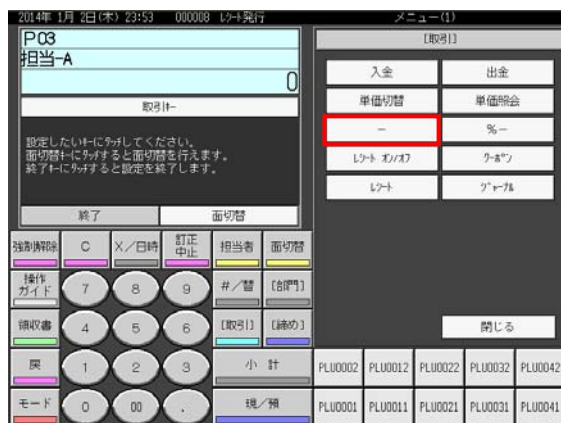 2014年 1月 2日(木) 23:53 000008 レシート発行
メニュー(1)
P03
担当-A
0
取引キー
設定したいキーにタッチしてください。
面切替キーにタッチすると面切替を行えます。
終了キーにタッチすると設定を終了します。
終了 面切替
[取引]
入金 出金
単価切替 単価照会
− %−
レシート オン/オフ クーポン
レシート ジャーナル
閉じる
強制解除 C X/日時 訂正中止 担当者 面切替
操作ガイド 7 8 9 #/替 [部門]
領収書 4 5 6 [取引] [締め]
戻 1 2 3 小 計
モード 0 00 . 現/預
PLU0002 PLU0012 PLU0022 PLU0032 PLU0042
PLU0001 PLU0011 PLU0021 PLU0031 PLU0041